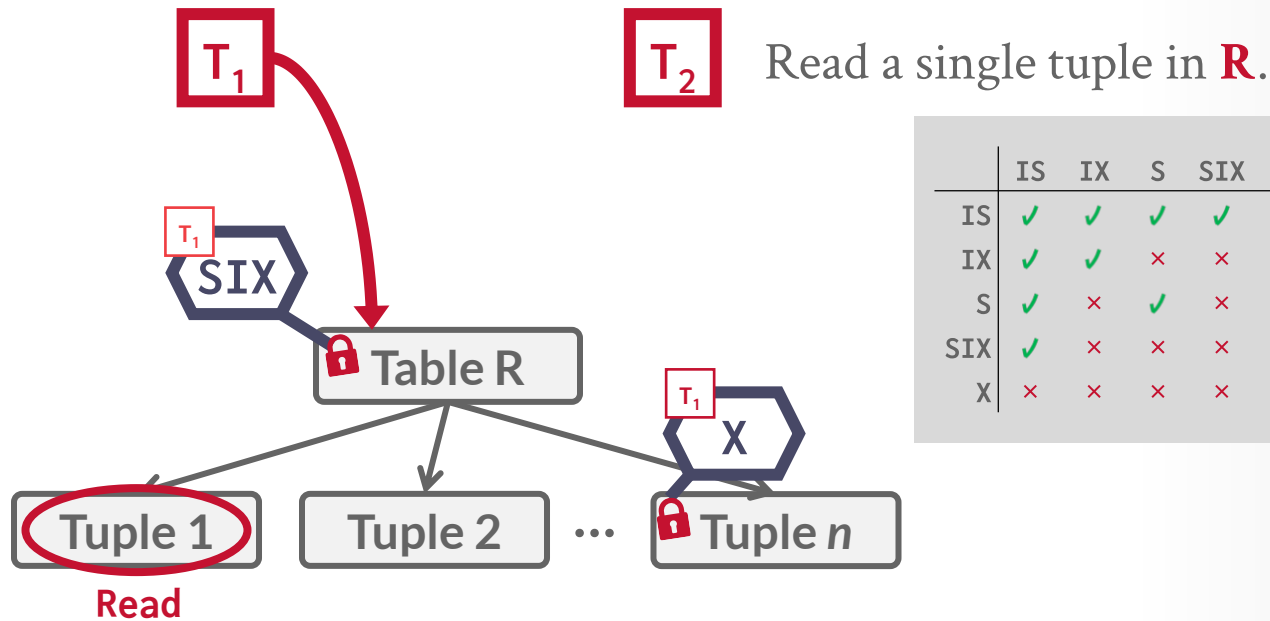 T₁
T₂ Read a single tuple in R.
IS IX S SIX
IS ✓ ✓ ✓ ✓
IX ✓ ✓ × ×
S ✓ × ✓ ×
SIX ✓ × × ×
X × × × ×
T₁
SIX
Table R
T₁
X
Tuple 1 Tuple 2 ... Tuple n
Read